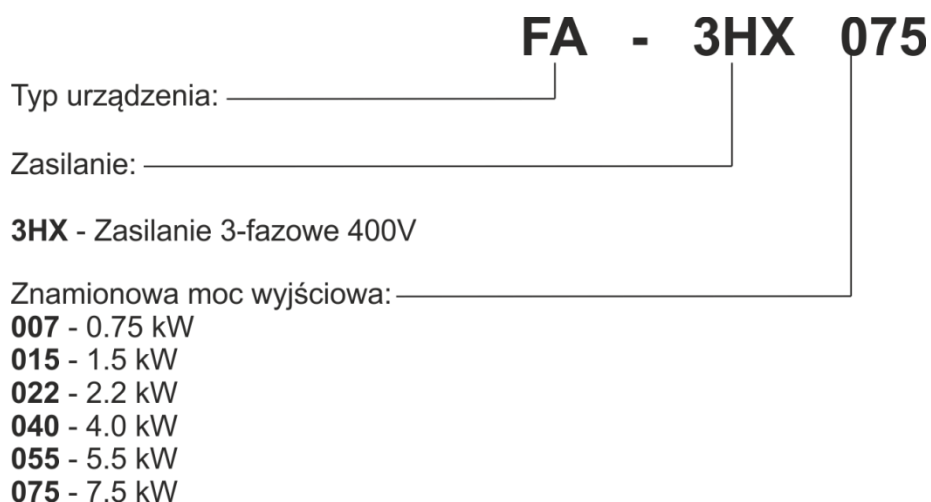 FA - 3HX 075
Typ urządzenia:
Zasilanie:
3HX - Zasilanie 3-fazowe 400V
Znamionowa moc wyjściowa:
007 - 0.75 kW
015 - 1.5 kW
022 - 2.2 kW
040 - 4.0 kW
055 - 5.5 kW
075 - 7.5 kW